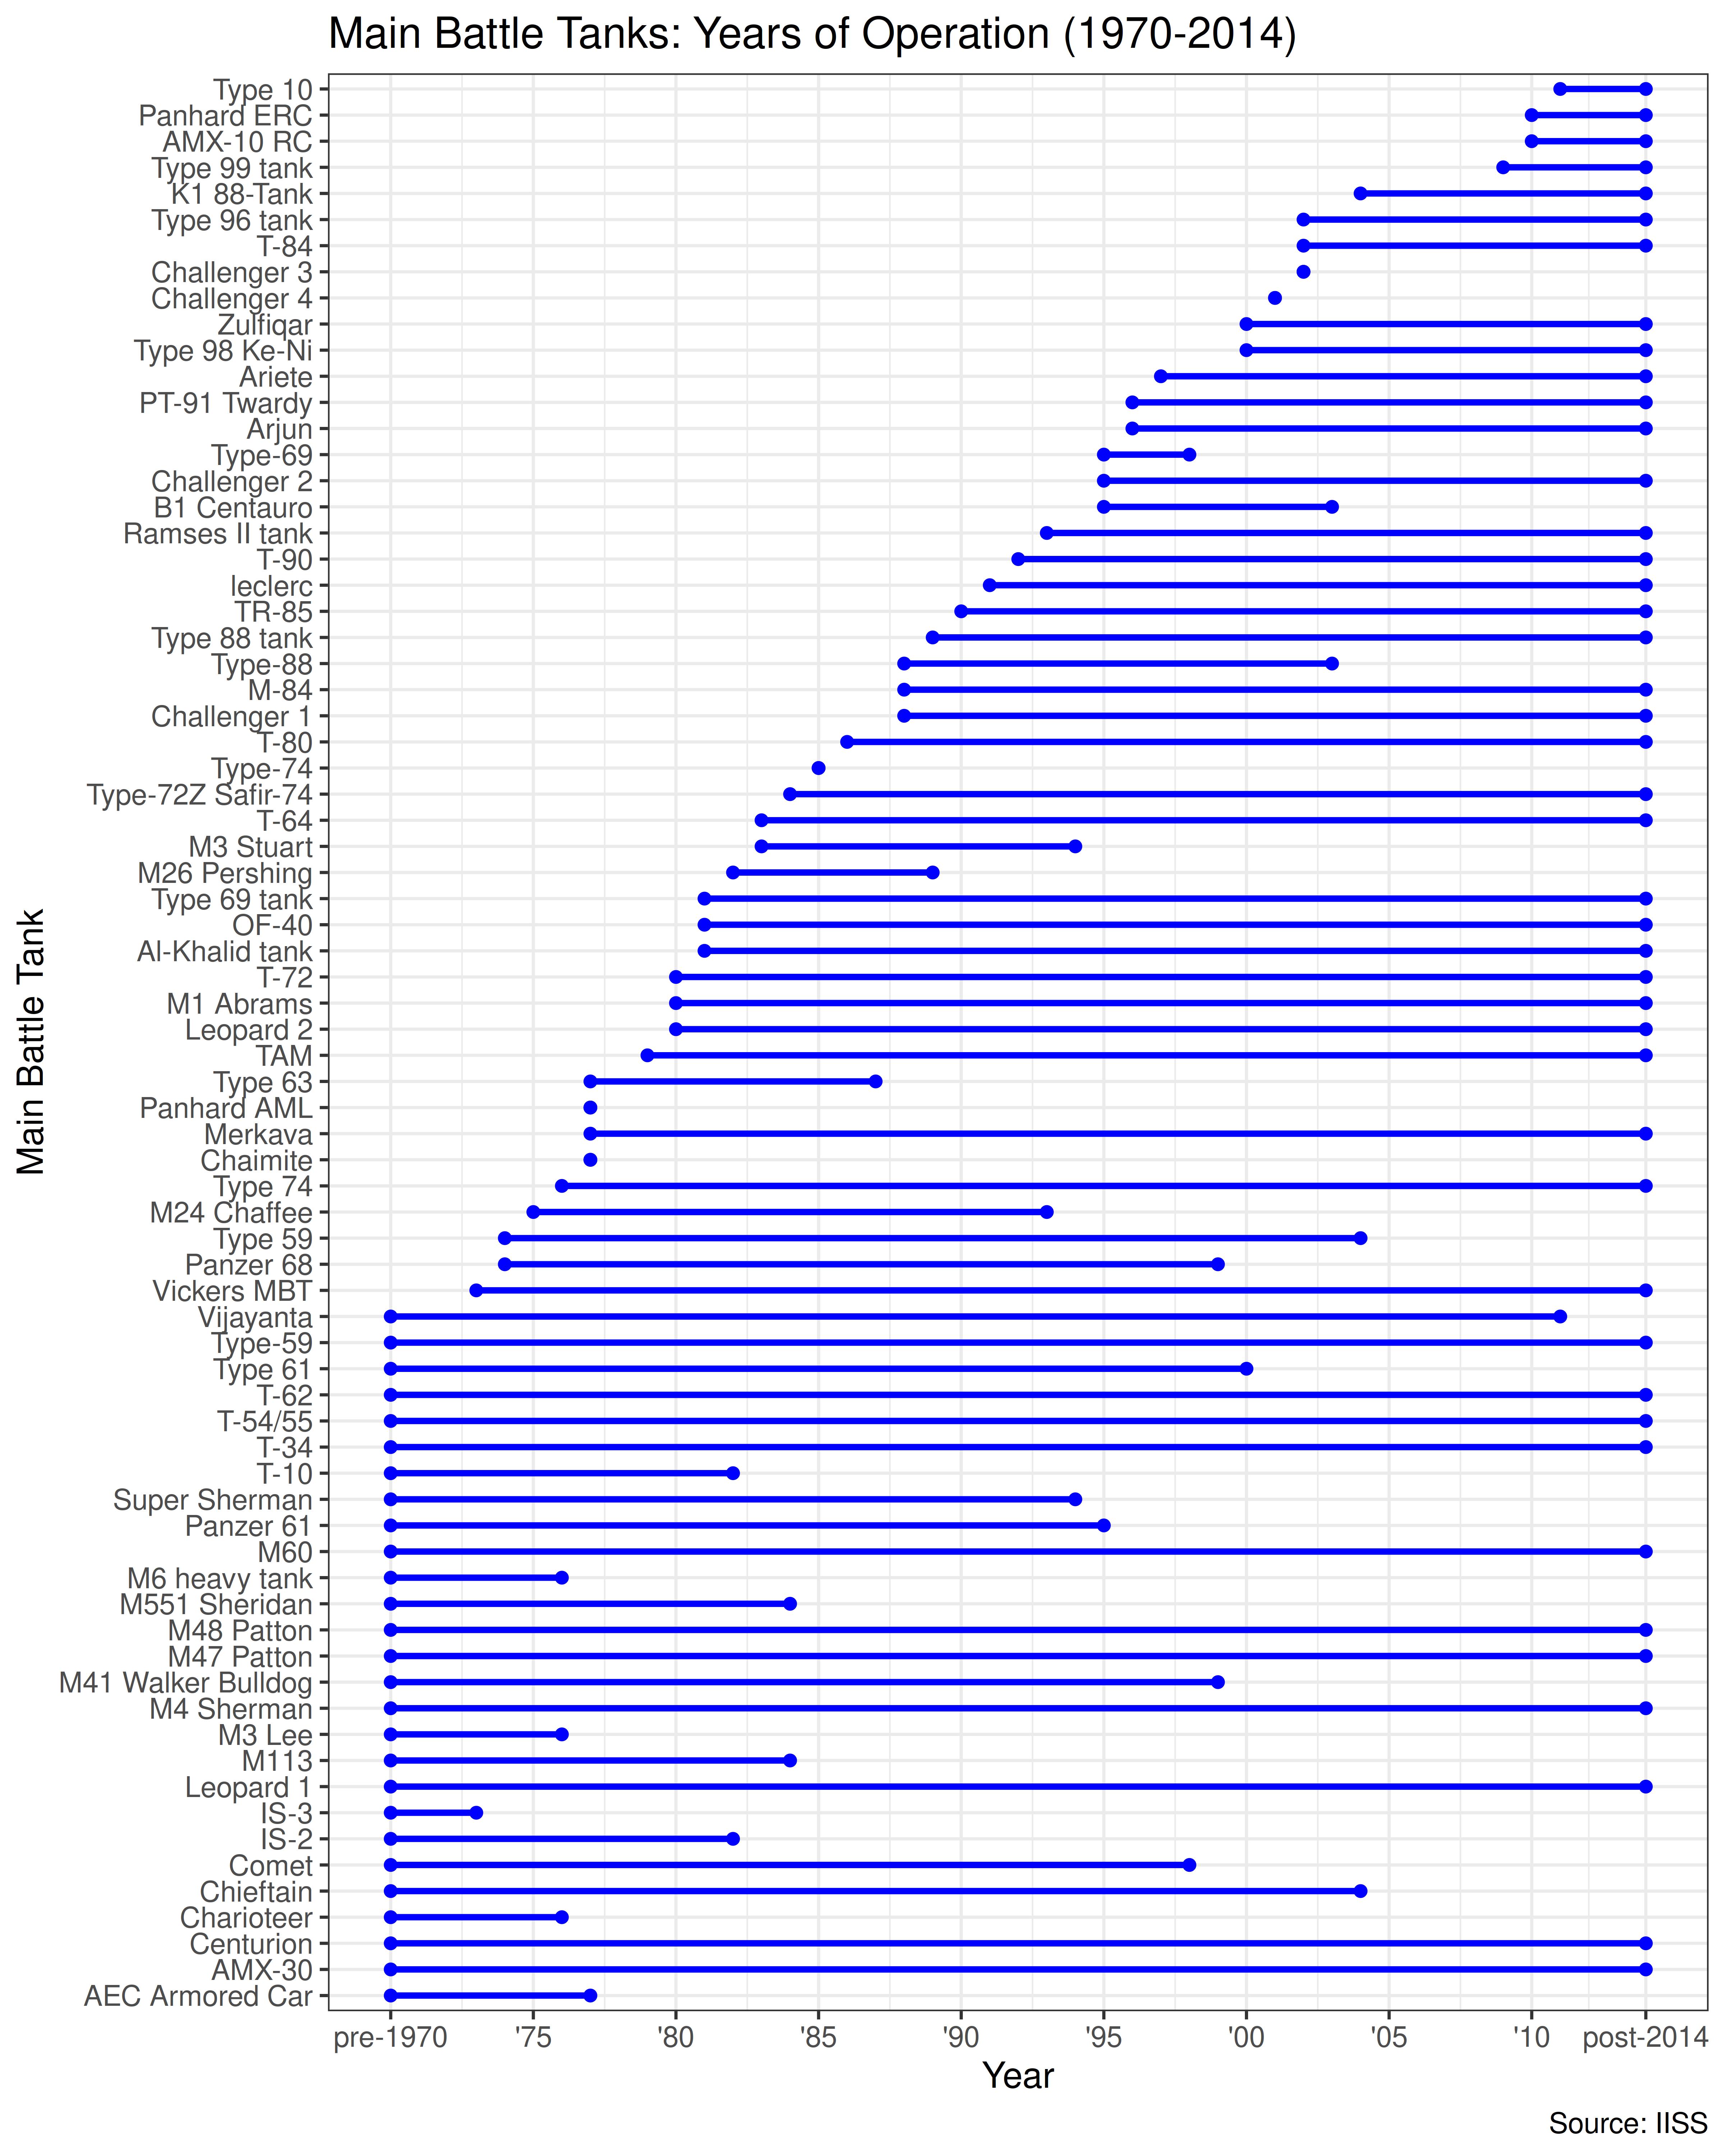 Main Battle Tanks: Years of Operation (1970-2014)
Type 10
Panhard ERC
AMX-10 RC
Type 99 tank
K1 88-Tank
Type 96 tank
T-84
Challenger 3
Challenger 4
Zulfiqar
Type 98 Ke-Ni
Ariete
PT-91 Twardy
Arjun
Type-69
Challenger 2
B1 Centauro
Ramses II tank
T-90
leclerc
TR-85
Type 88 tank
Type-88
M-84
Challenger 1
T-80
Type-74
Type-72Z Safir-74
T-64
M3 Stuart
M26 Pershing
Type 69 tank
OF-40
Al-Khalid tank
T-72
M1 Abrams
Leopard 2
TAM
Type 63
Panhard AML
Merkava
Chaimite
Type 74
M24 Chaffee
Type 59
Panzer 68
Vickers MBT
Vijayanta
Type-59
Type 61
T-62
T-54/55
T-34
T-10
Super Sherman
Panzer 61
M60
M6 heavy tank
M551 Sheridan
M48 Patton
M47 Patton
M41 Walker Bulldog
M4 Sherman
M3 Lee
M113
Leopard 1
IS-3
IS-2
Comet
Chieftain
Charioteer
Centurion
AMX-30
AEC Armored Car
Main Battle Tank
pre-1970 '75 '80 '85 '90 '95 '00 '05 '10 post-2014
Year
Source: IISS